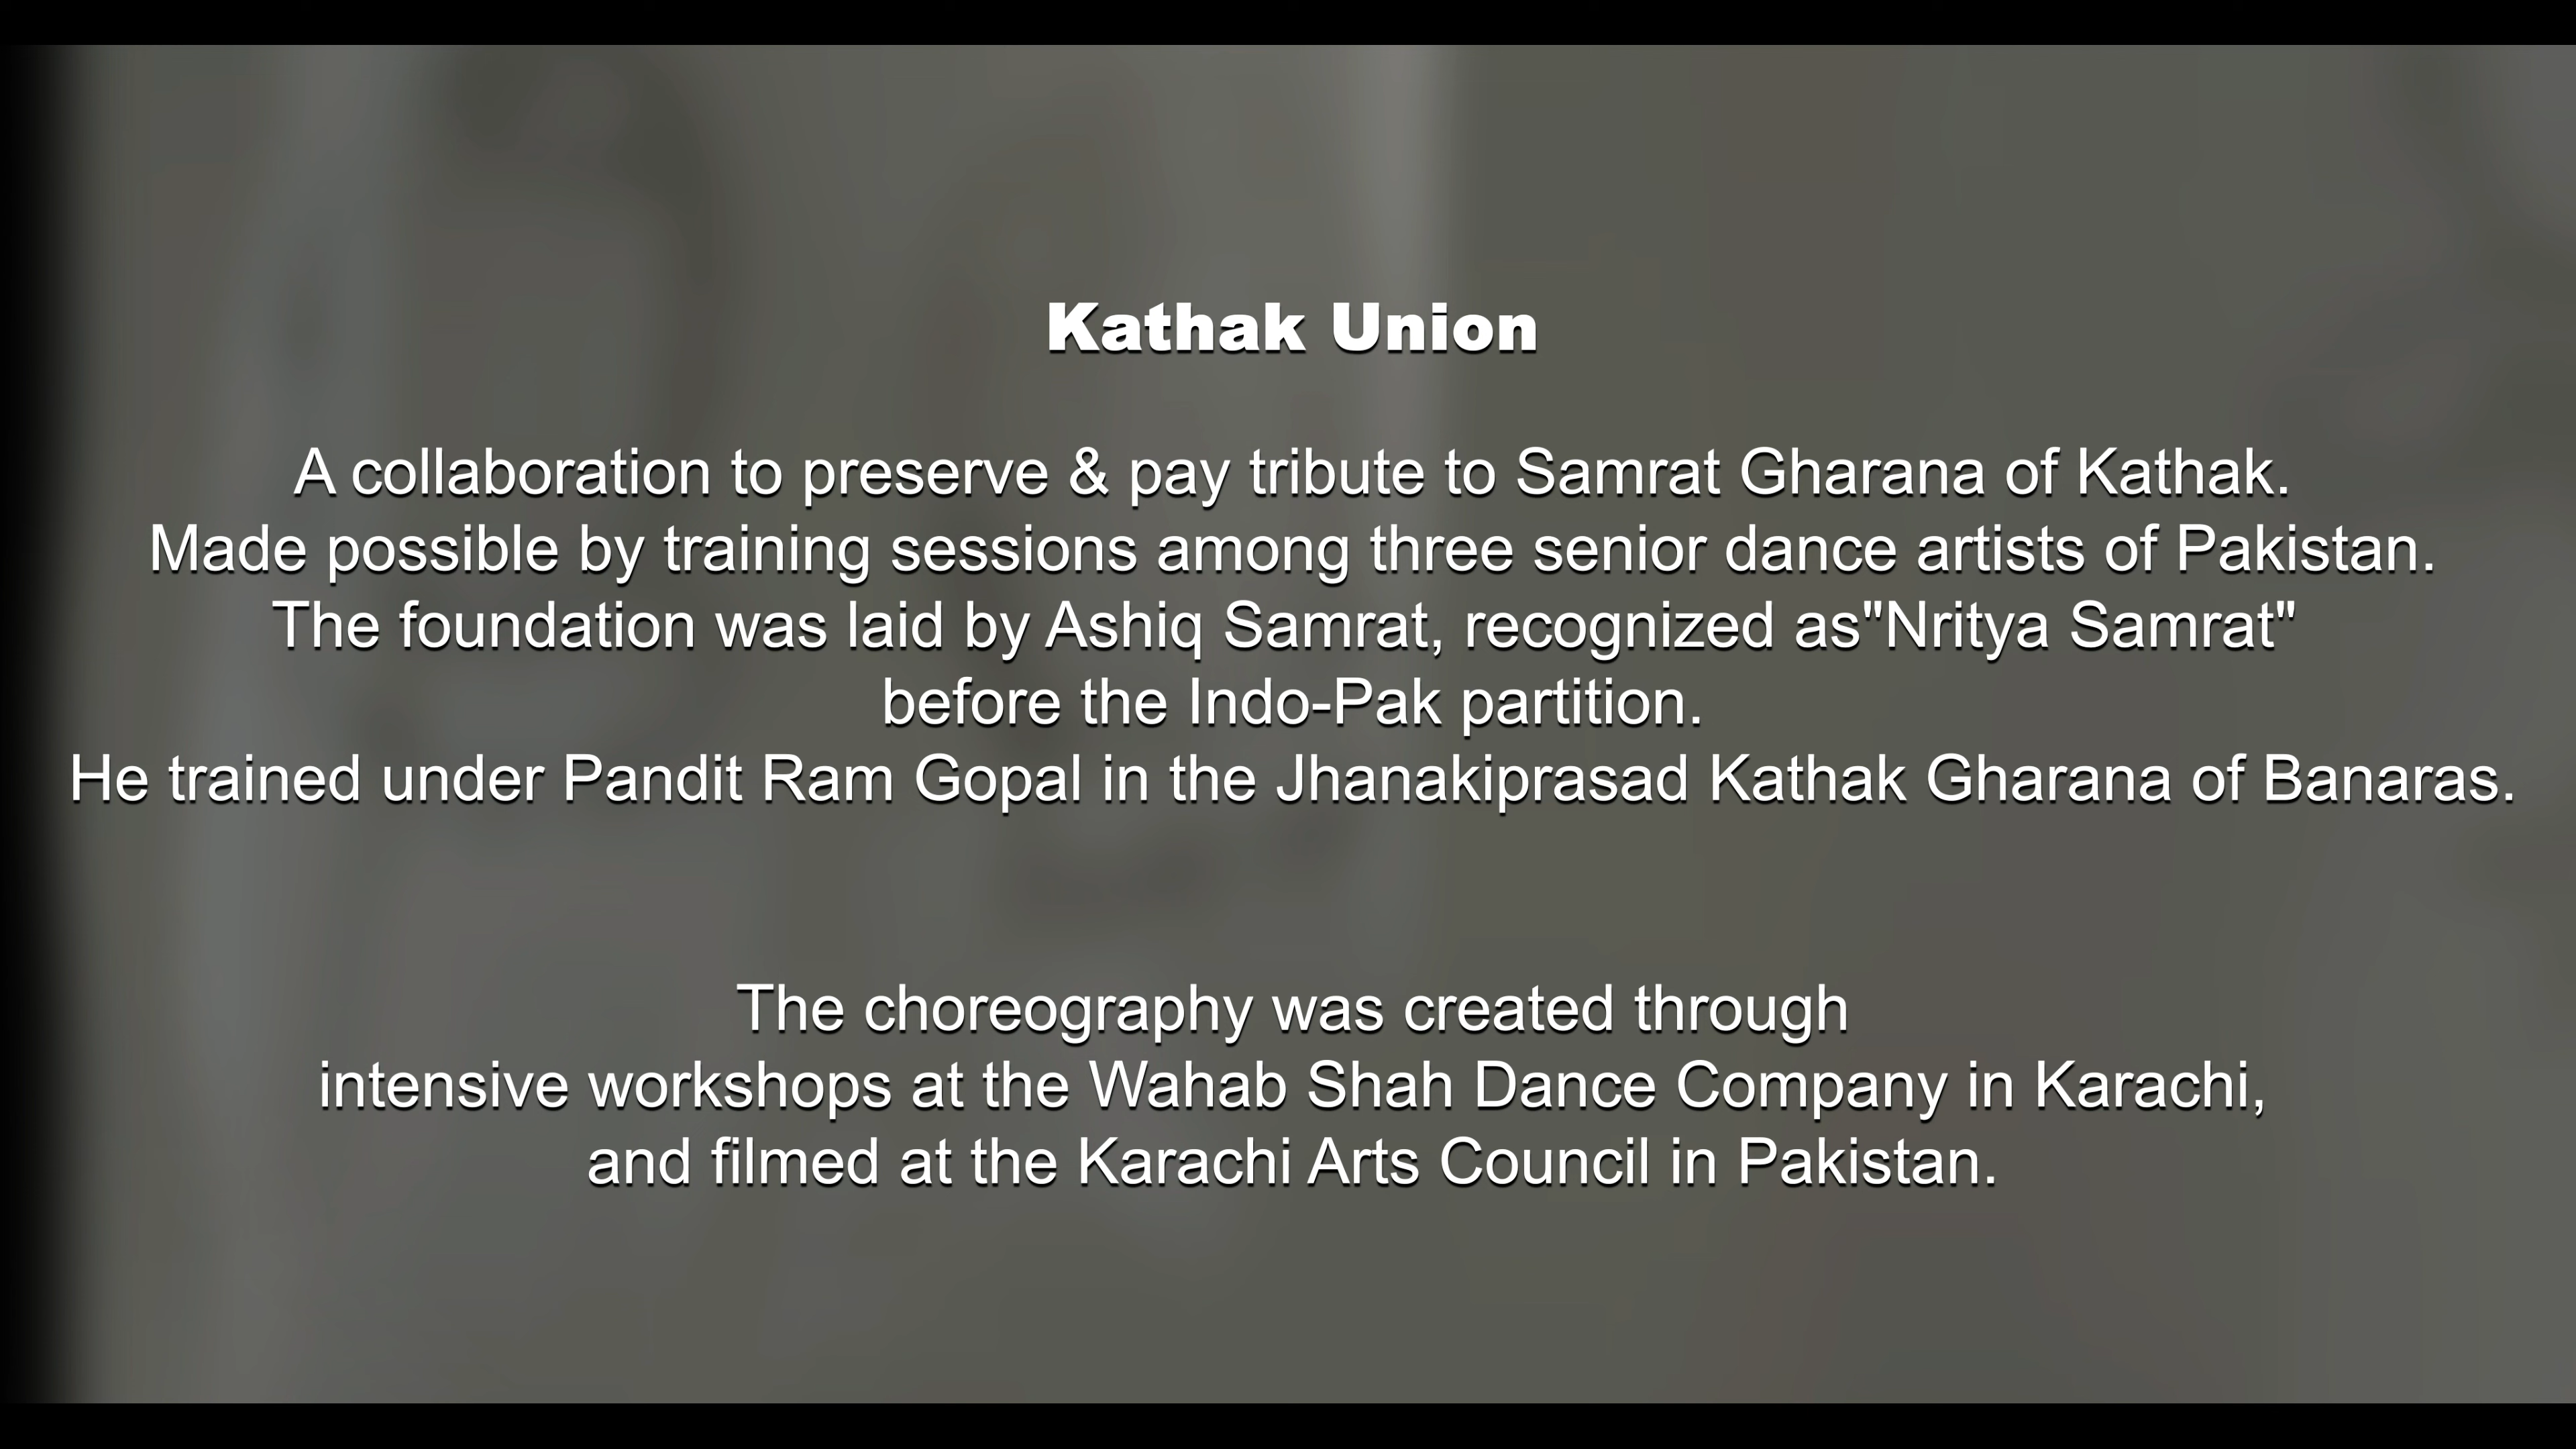 Kathak Union
A collaboration to preserve & pay tribute to Samrat Gharana of Kathak.
Made possible by training sessions among three senior dance artists of Pakistan.
The foundation was laid by Ashiq Samrat, recognized as"Nritya Samrat"
before the Indo-Pak partition.
He trained under Pandit Ram Gopal in the Jhanakiprasad Kathak Gharana of Banaras.
The choreography was created through
intensive workshops at the Wahab Shah Dance Company in Karachi,
and filmed at the Karachi Arts Council in Pakistan.